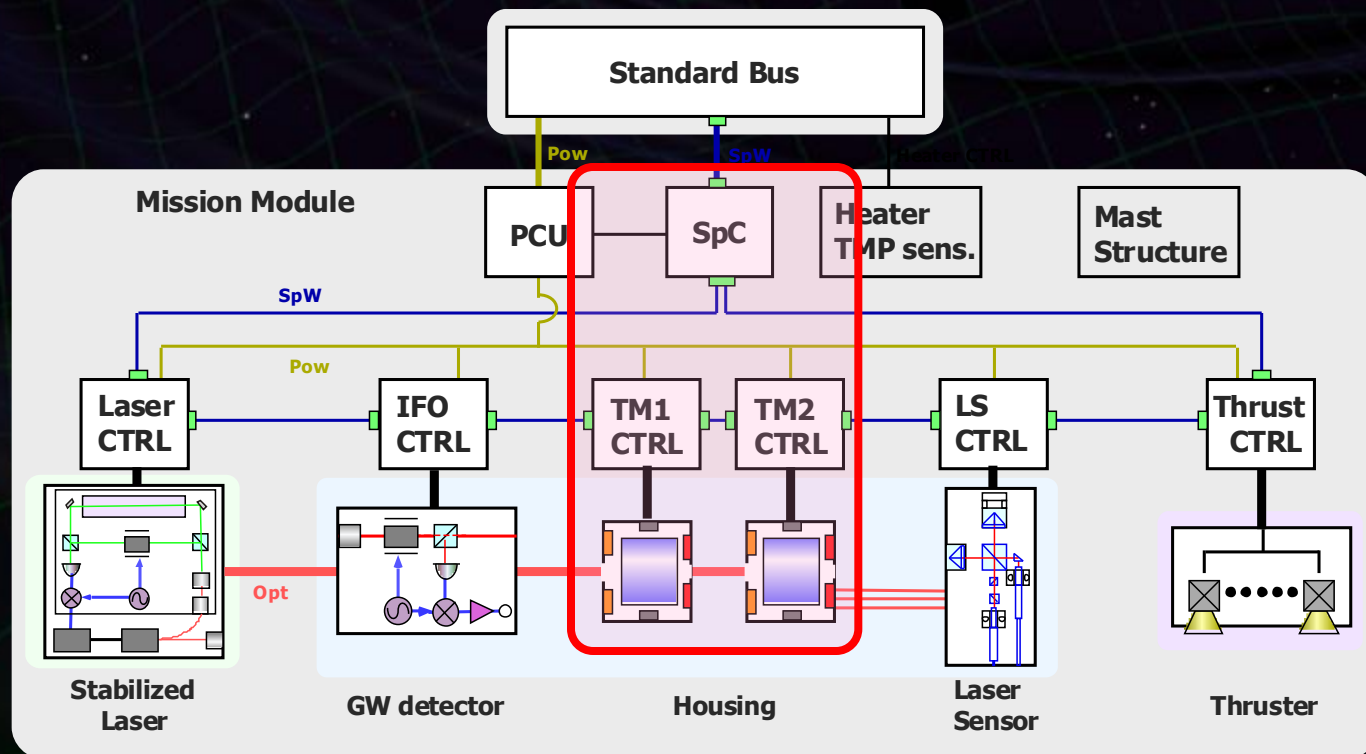 Standard Bus
Pow
SpW
Heater CTRL
Mission Module
PCU
SpC
Heater
TMP sens.
Mast
Structure
SpW
Pow
Laser
CTRL
IFO
CTRL
TM1
CTRL
TM2
CTRL
LS
CTRL
Thrust
CTRL
Opt
Stabilized
Laser
GW detector
Housing
Laser
Sensor
Thruster